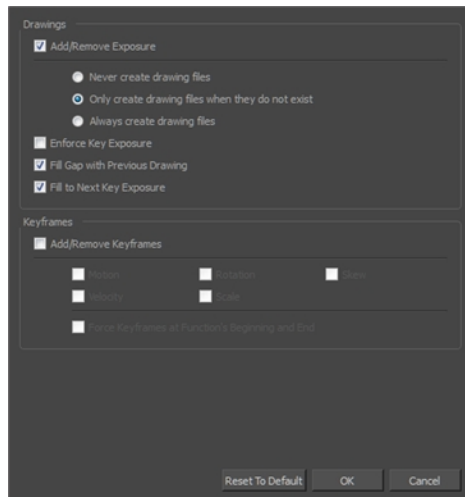 Drawings
Add/Remove Exposure
Never create drawing files
Only create drawing files when they do not exist
Always create drawing files
Enforce Key Exposure
Fill Gap with Previous Drawing
Fill to Next Key Exposure
Keyframes
Add/Remove Keyframes
Motion Rotation Skew
Velocity Scale
Force Keyframes at Function's Beginning and End
Reset To Default OK Cancel